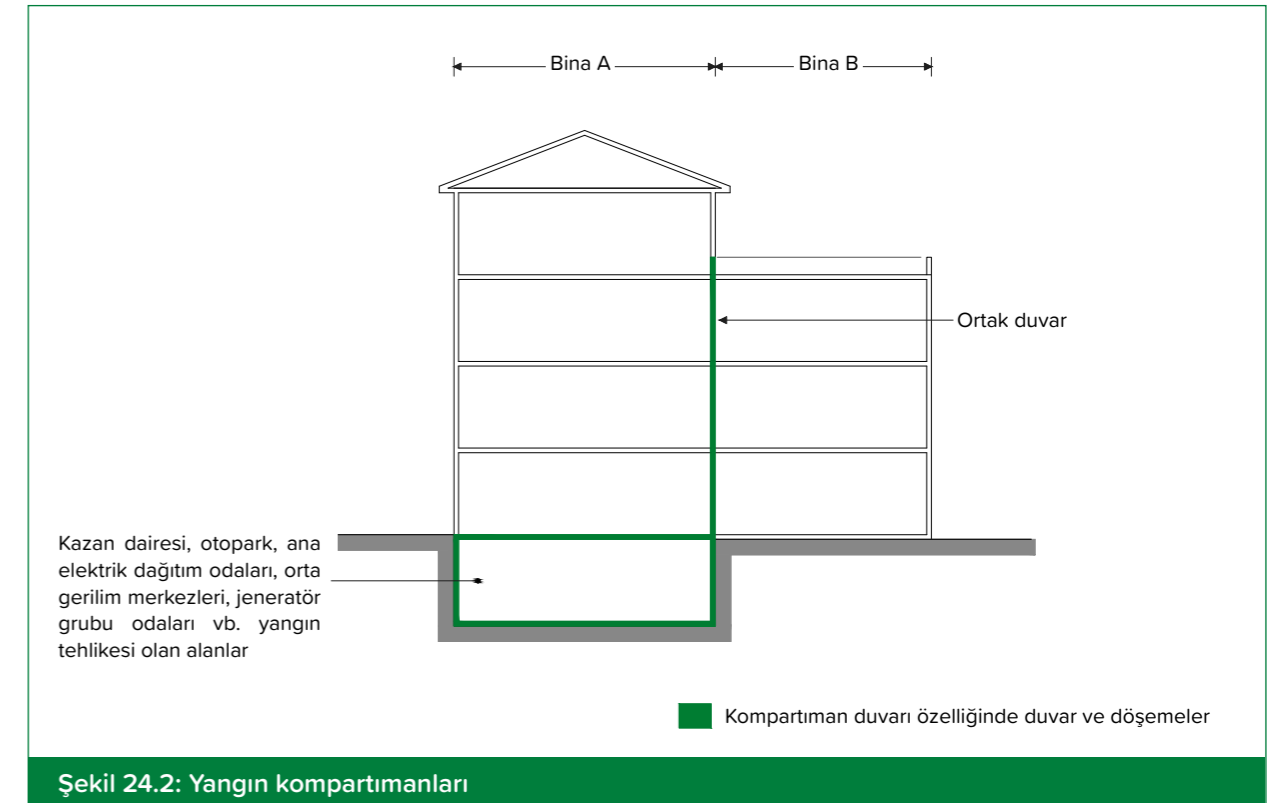 Bina A
Bina B
Ortak duvar
Kazan dairesi, otopark, ana
elektrik dağıtım odaları, orta
gerilim merkezleri, jeneratör
grubu odaları vb. yangın
tehlikesi olan alanlar
Kompartıman duvarı özelliğinde duvar ve döşemeler
Şekil 24.2: Yangın kompartımanları